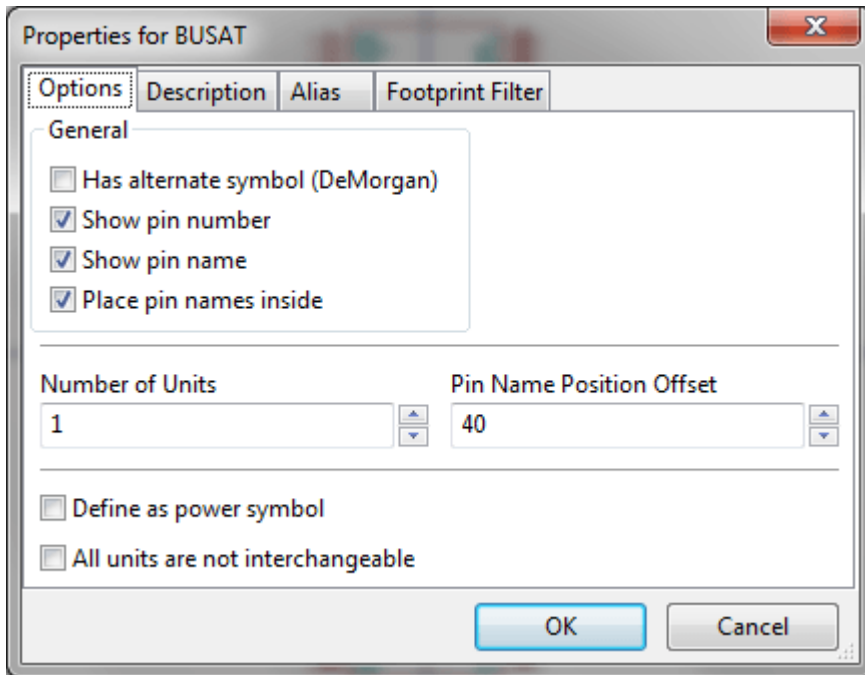 Properties for BUSAT
Options Description Alias Footprint Filter
General
Has alternate symbol (DeMorgan)
Show pin number
Show pin name
Place pin names inside
Number of Units Pin Name Position Offset
1 40
Define as power symbol
All units are not interchangeable
OK Cancel